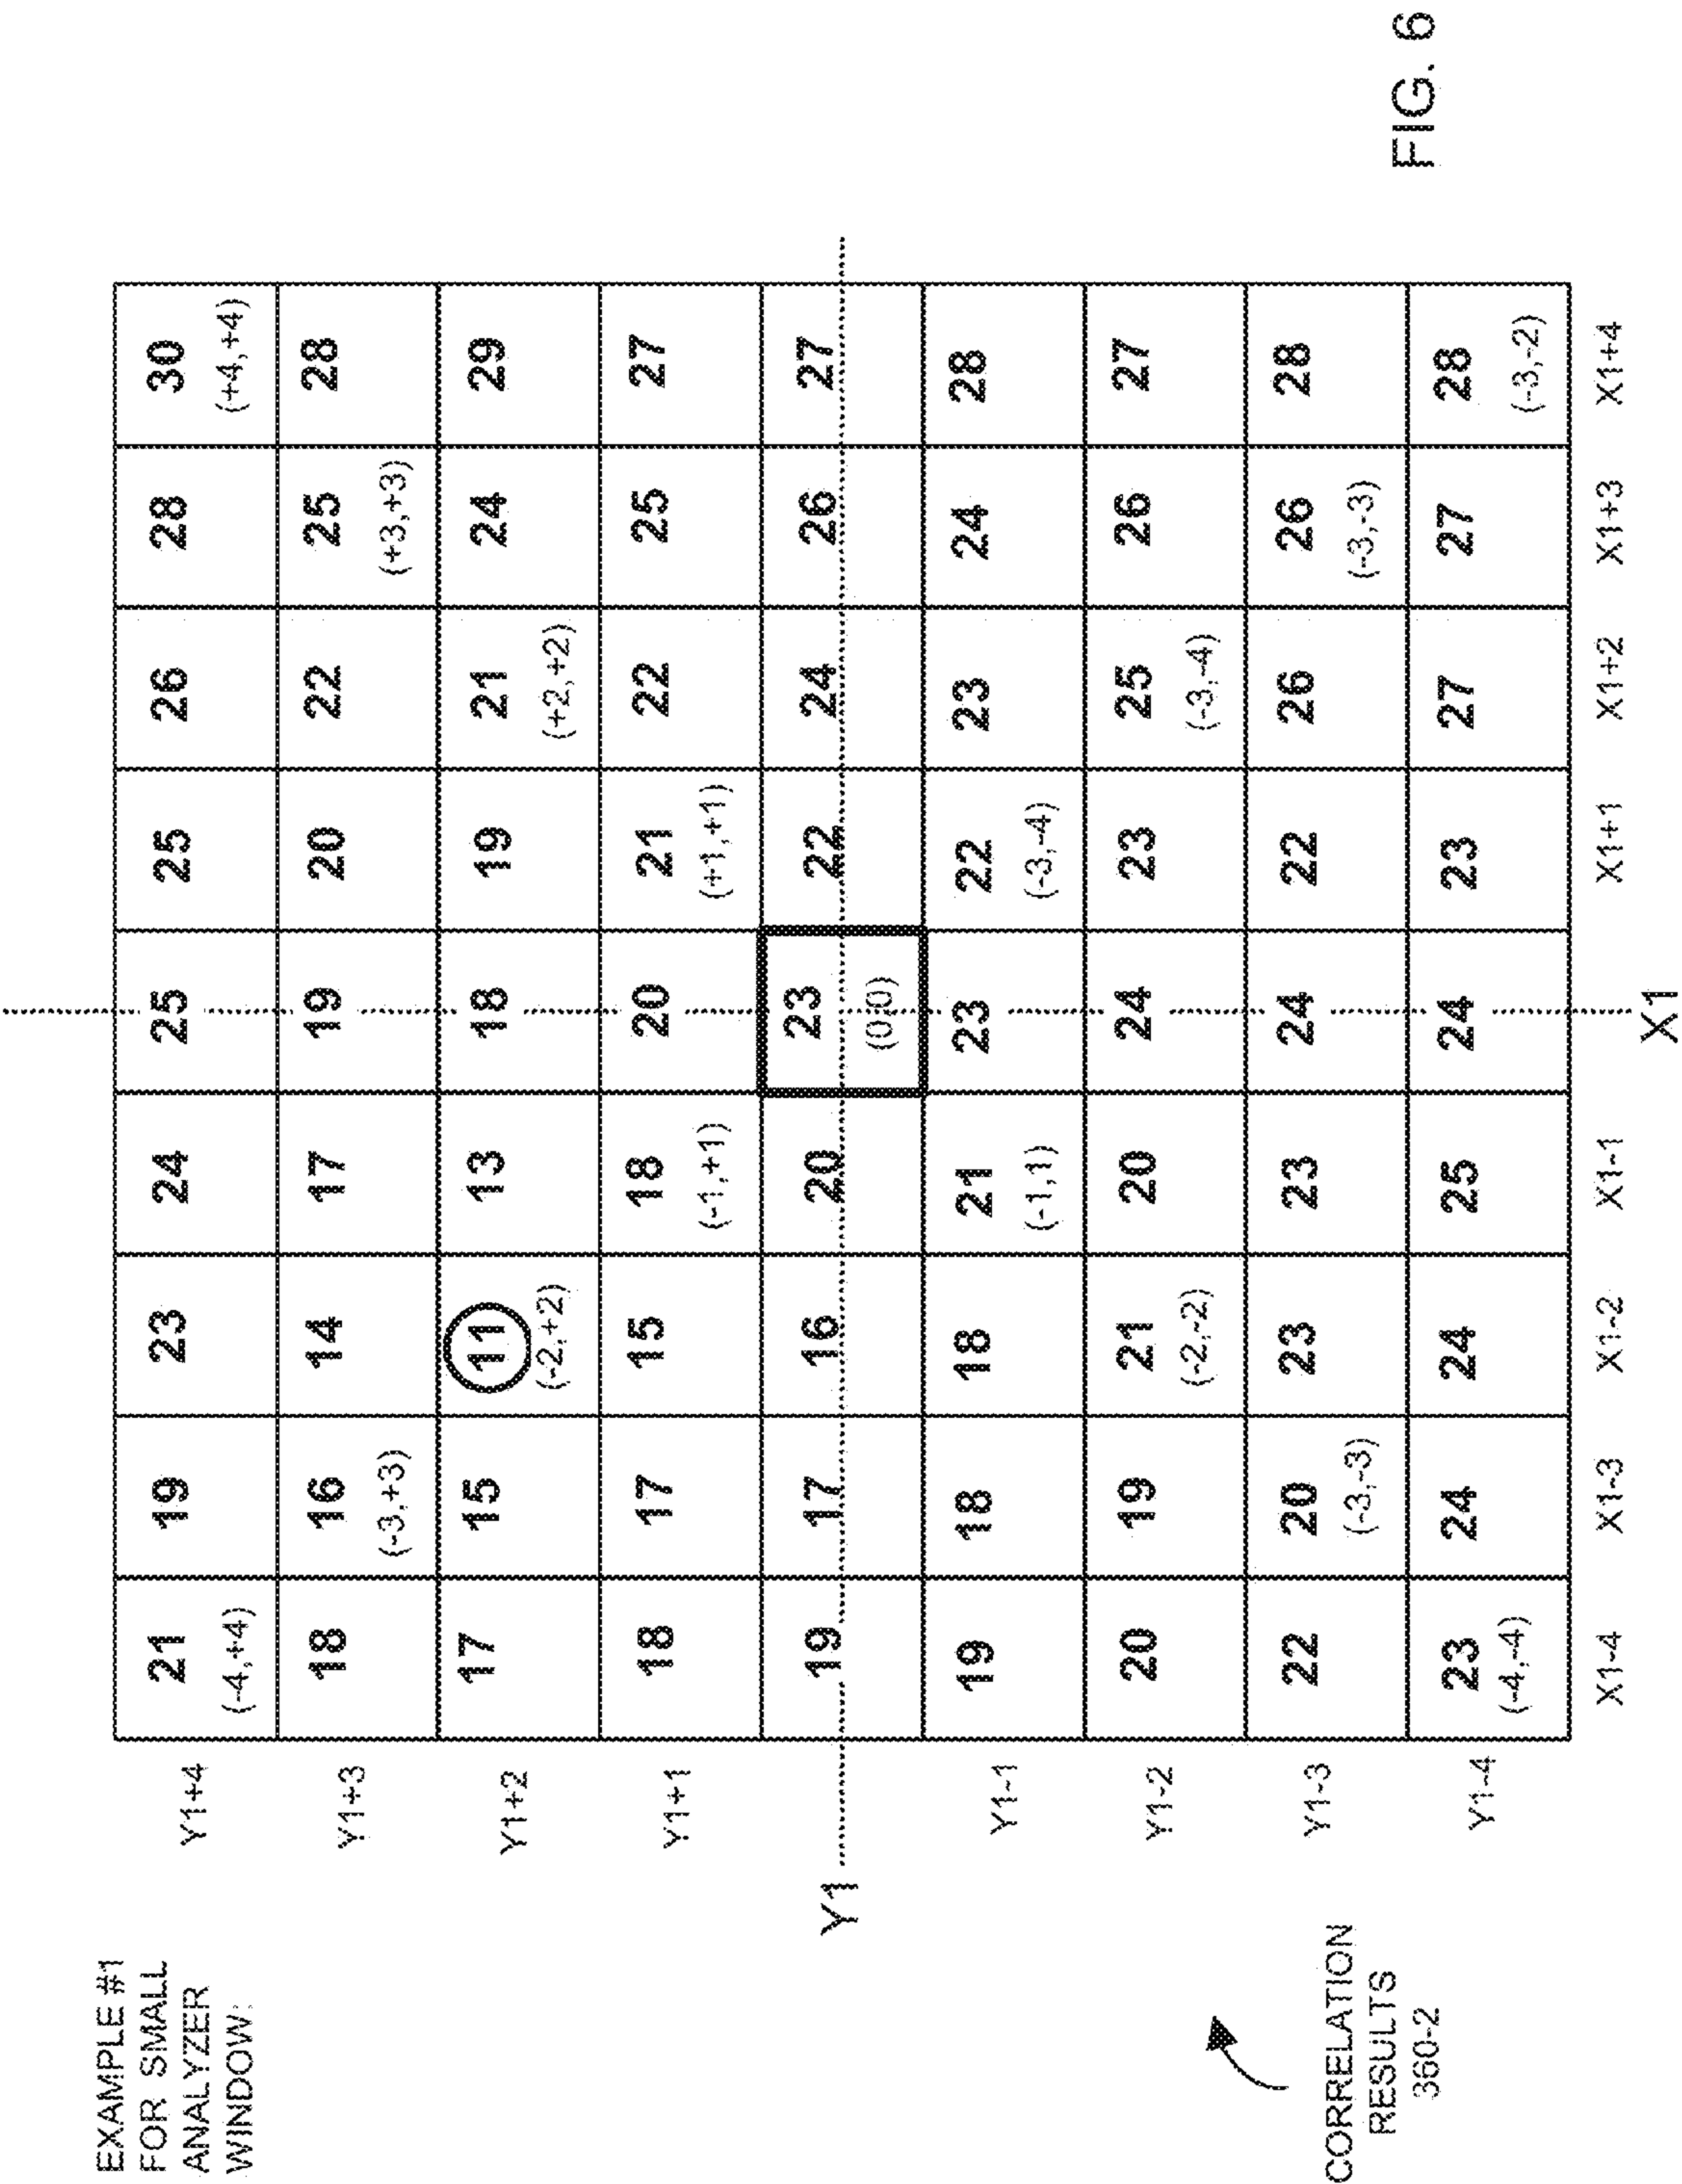 EXAMPLE #1
FOR SMALL
ANALYZER
WINDOW:
Y1+4 21 19 23 24 25 25 26 28 30
(-4,+4) (+4,+4)
Y1+3 18 16 14 17 19 20 22 25 28
(-3,+3) (+3,+3)
Y1+2 17 15 11 13 18 19 21 24 29
(-2,+2) (+2,+2)
Y1+1 18 17 15 18 20 21 22 25 27
(-1,+1) (+1,+1)
Y1 19 17 16 20 23 22 24 26 27
(0,0)
Y1-1 19 18 18 21 23 22 23 24 28
(-1,1) (-3,-4)
Y1-2 20 19 21 20 24 23 25 26 27
(-2,-2) (-3,-4)
Y1-3 22 20 23 23 24 22 26 26 28
(-3,-3) (-3,-3)
Y1-4 23 24 24 25 24 23 27 27 28
(-4,-4) (-3,-2)
X1-4 X1-3 X1-2 X1-1 X1 X1+1 X1+2 X1+3 X1+4
CORRELATION
RESULTS
360-2
FIG. 6